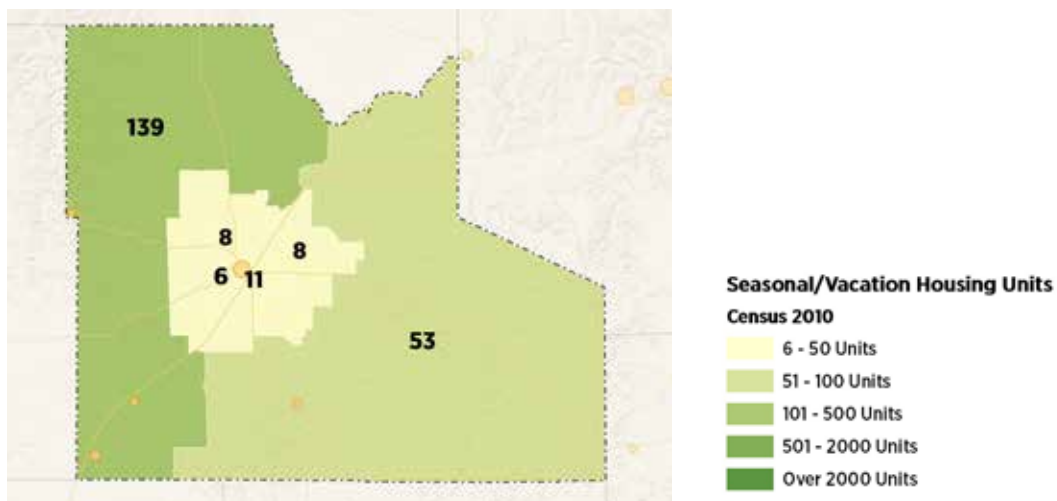 139
8
8
6
11
53
Seasonal/Vacation Housing Units
Census 2010
6 - 50 Units
51 - 100 Units
101 - 500 Units
501 - 2000 Units
Over 2000 Units